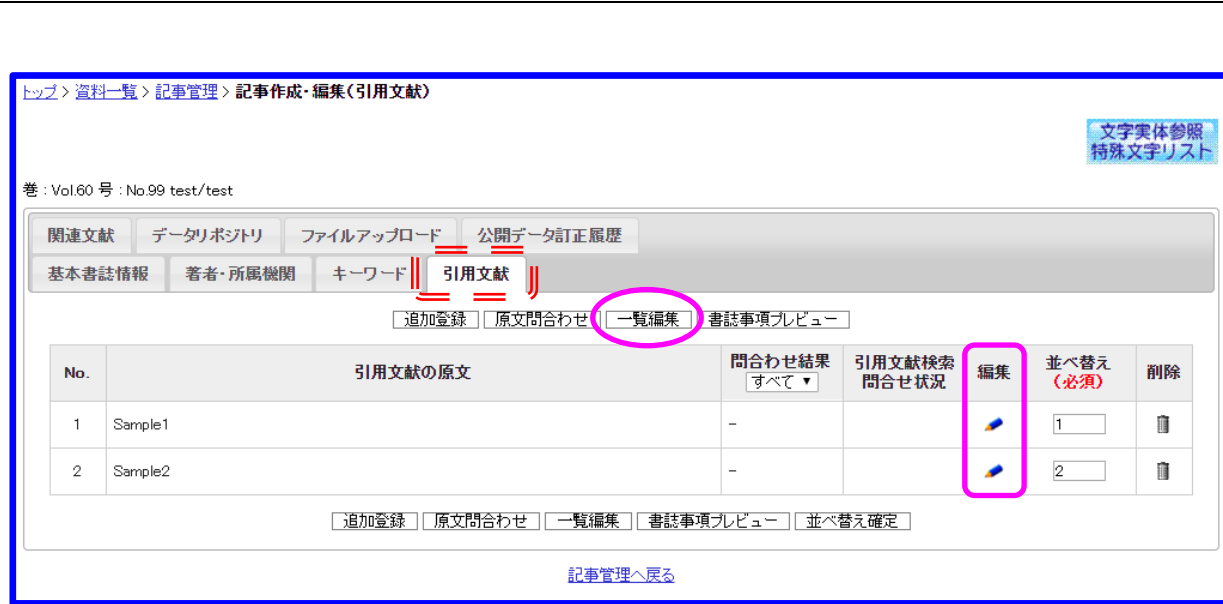 トップ > 資料一覧 > 記事管理 > 記事作成・編集(引用文献)
文字実体参照
特殊文字リスト
巻 : Vol.60 号 : No.99 test/test
関連文献 データリポジトリ ファイルアップロード 公開データ訂正履歴
基本書誌情報 著者・所属機関 キーワード 引用文献
追加登録 原文問合わせ 一覧編集 書誌事項プレビュー
No. 引用文献の原文 問合わせ結果 すべて ▼ 引用文献検索 問合せ状況 編集 並べ替え (必須) 削除
1 Sample1 - 1
2 Sample2 - 2
追加登録 原文問合わせ 一覧編集 書誌事項プレビュー 並べ替え確定
記事管理へ戻る